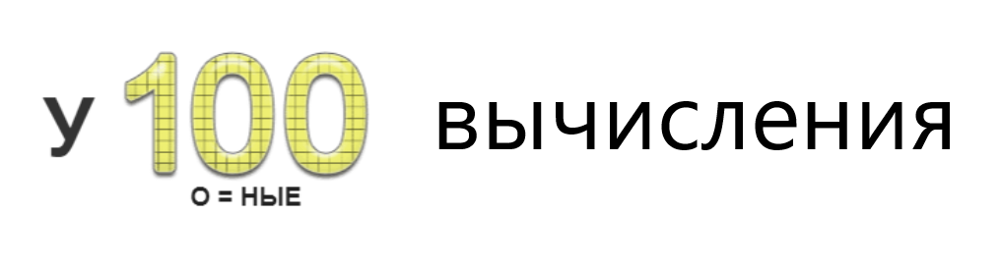 У 100 вычисления
О = НЫЕ